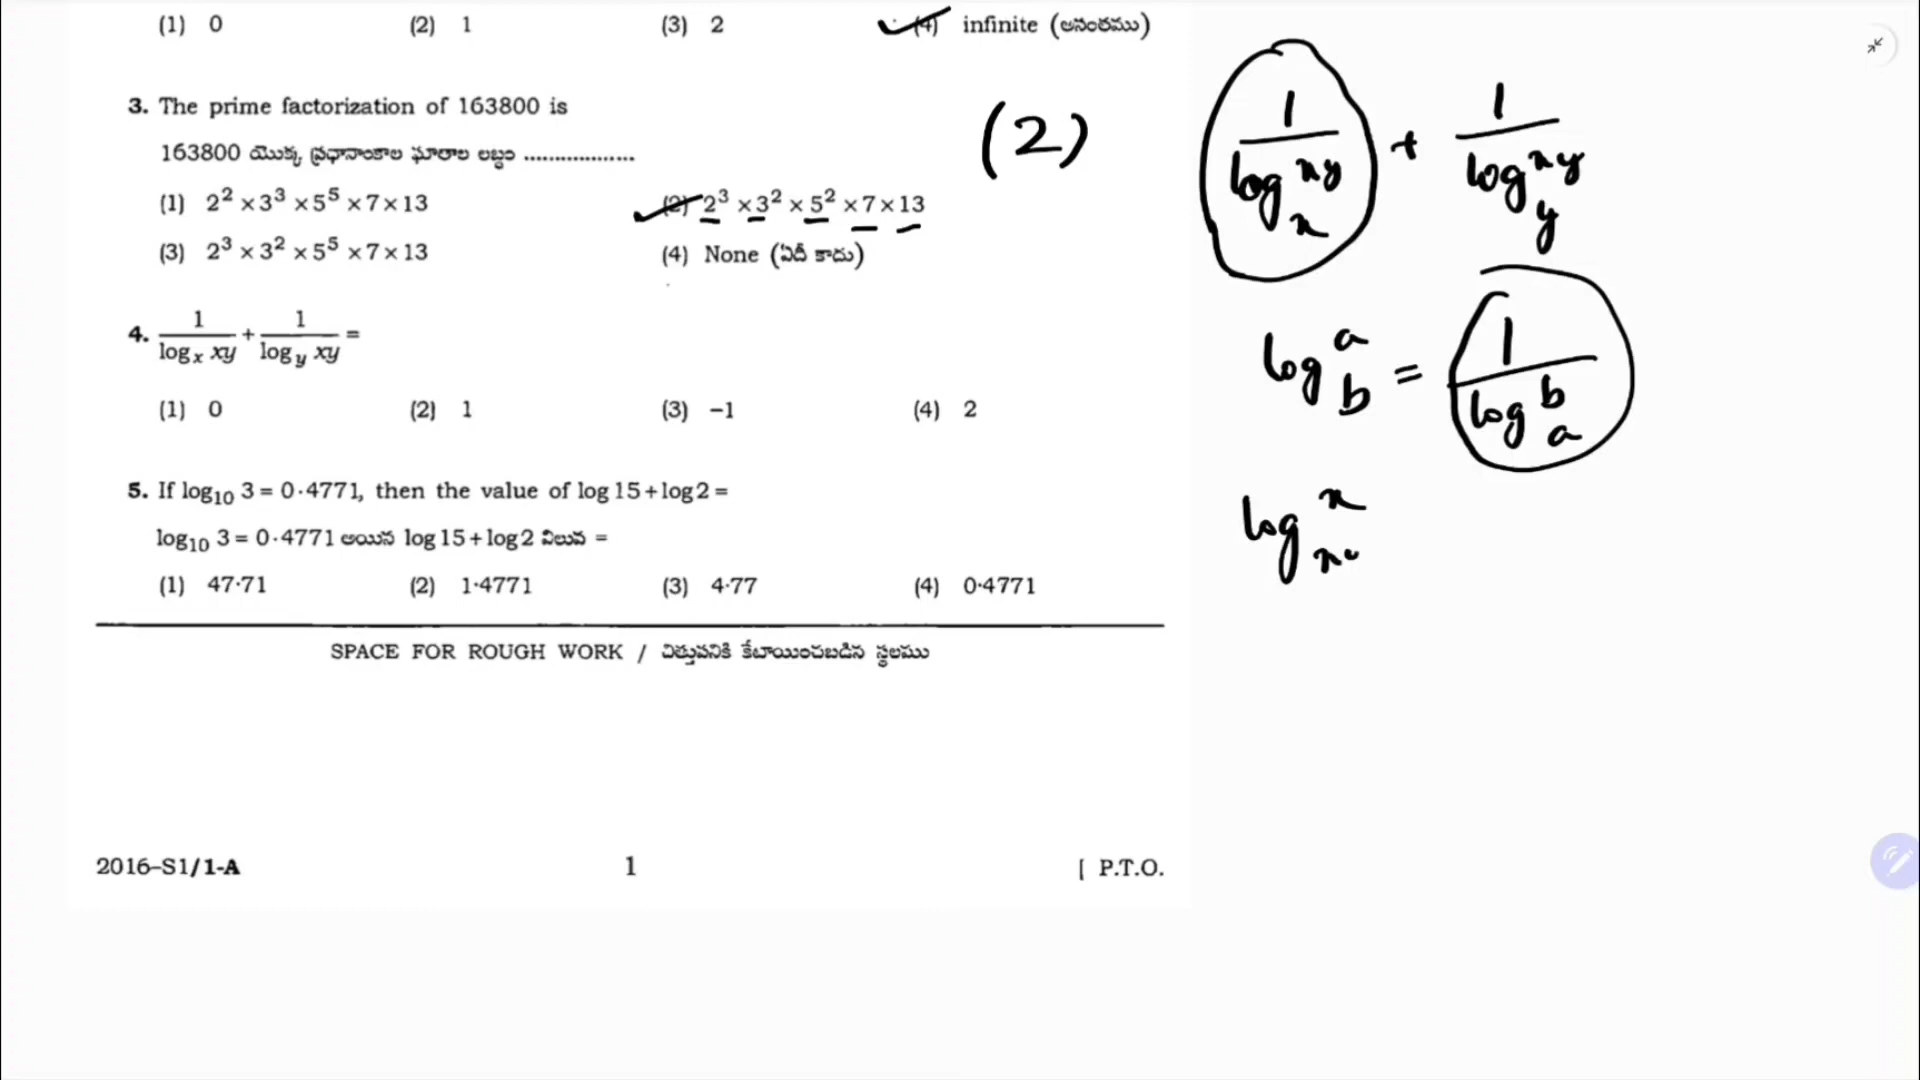 (1) 0 (2) 1 (3) 2 (4) infinite (అనంతము)
3. The prime factorization of 163800 is
163800 యొక్క ప్రధానాంకాల ఘాతాల లబ్ధం ..................
(1) 2² × 3³ × 5⁵ × 7 × 13 (2) 2³ × 3² × 5² × 7 × 13
(3) 2³ × 3² × 5⁵ × 7 × 13 (4) None (ఏదీ కాదు)
4. 1/logₓ xy + 1/log_y xy =
(1) 0 (2) 1 (3) −1 (4) 2
5. If log₁₀ 3 = 0·4771, then the value of log 15 + log 2 =
log₁₀ 3 = 0·4771 అయిన log 15 + log 2 విలువ =
(1) 47·71 (2) 1·4771 (3) 4·77 (4) 0·4771
SPACE FOR ROUGH WORK / చిత్తుపనికి కేటాయించబడిన స్థలము
2016–S1/1-A 1 [ P.T.O.
(2)
1/log_x xy + 1/log_y xy
log_b a = 1/log_a b
log x